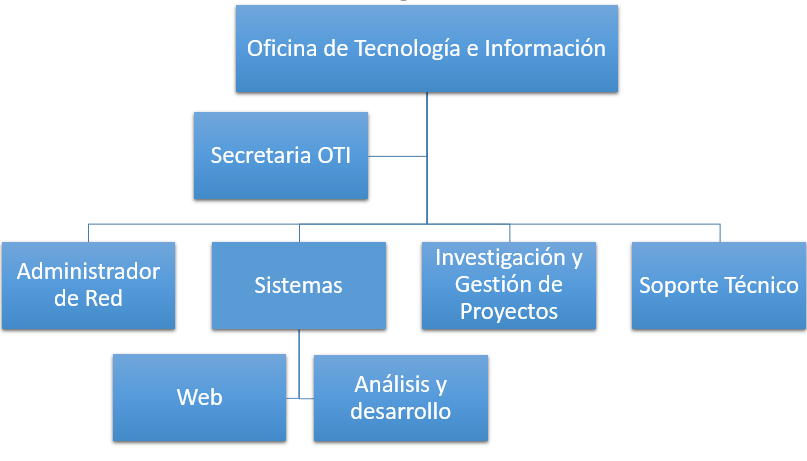 Oficina de Tecnología e Información
Secretaria OTI
Administrador
de Red
Sistemas
Investigación y
Gestión de
Proyectos
Soporte Técnico
Web
Análisis y
desarrollo